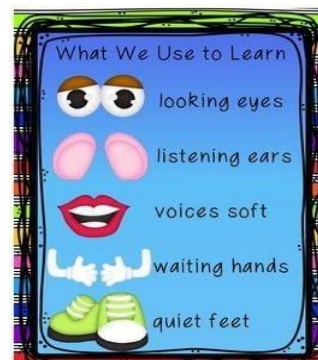 What We Use to Learn
looking eyes
listening ears
voices soft
waiting hands
quiet feet